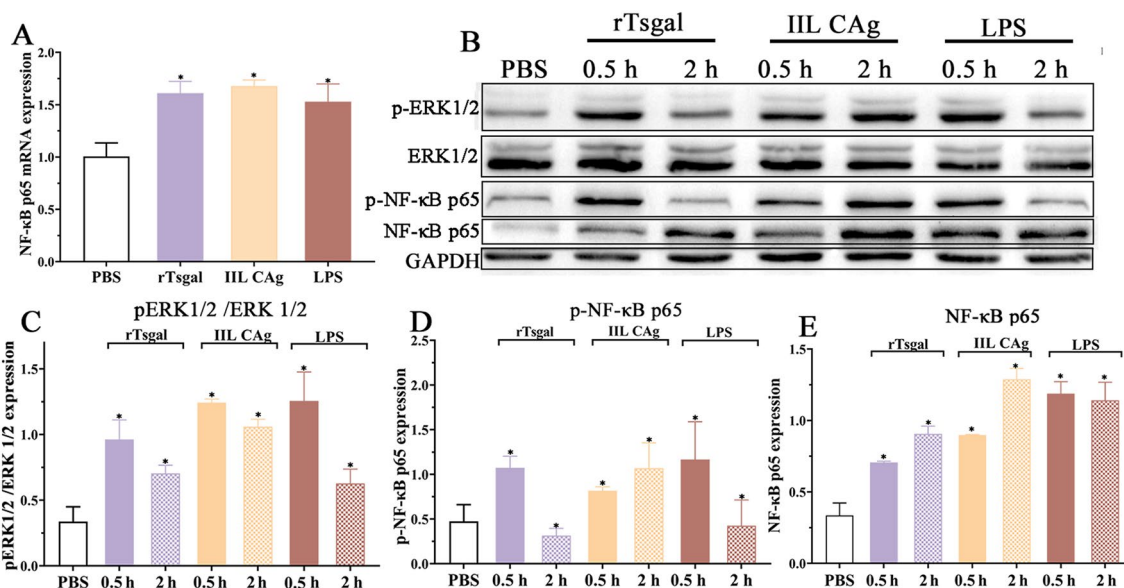 A
NF-κB p65 mRNA expression
2.0
1.5
1.0
0.5
0.0
* * *
PBS rTsgal IIL CAg LPS
B
rTsgal IIL CAg LPS
PBS 0.5 h 2 h 0.5 h 2 h 0.5 h 2 h
p-ERK1/2
ERK1/2
p-NF-κB p65
NF-κB p65
GAPDH
C
pERK1/2 /ERK 1/2
rTsgal IIL CAg LPS
pERK1/2 /ERK 1/2 expression
1.5
1.0
0.5
0.0
* * * * * *
PBS 0.5 h 2 h 0.5 h 2 h 0.5 h 2 h
D
p-NF-κB p65
rTsgal IIL CAg LPS
p-NF-κB p65 expression
2.5
2.0
1.5
1.0
0.5
0.0
* * * * * *
PBS 0.5 h 2 h 0.5 h 2 h 0.5 h 2 h
E
NF-κB p65
rTsgal IIL CAg LPS
NF-κB p65 expression
1.5
1.0
0.5
0.0
* * * * * *
PBS 0.5 h 2 h 0.5 h 2 h 0.5 h 2 h